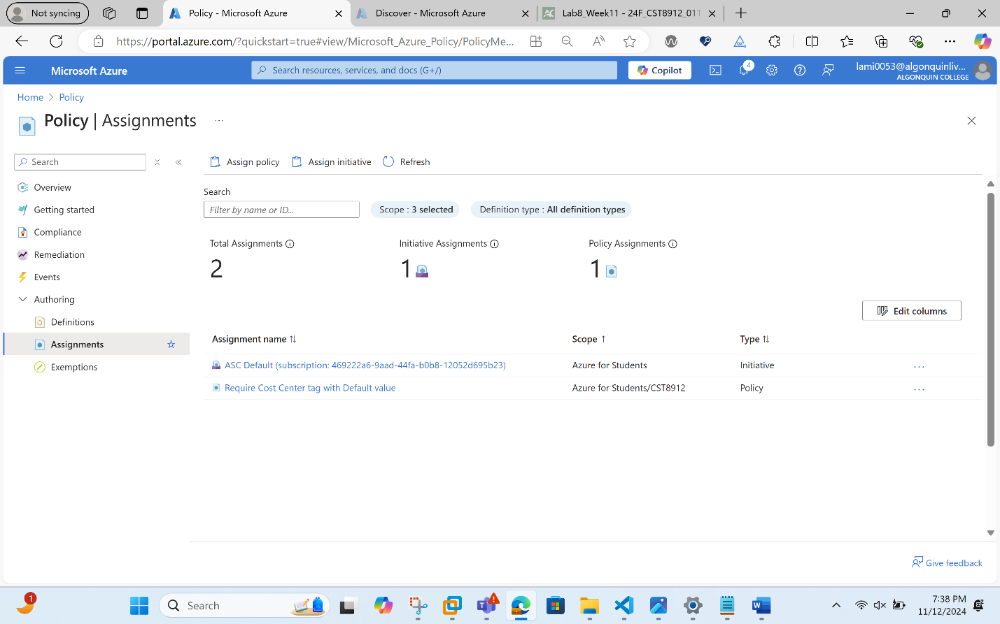 Not syncing
Policy - Microsoft Azure
Discover - Microsoft Azure
Lab8_Week11 - 24F_CST8912_011
https://portal.azure.com/?quickstart=true#view/Microsoft_Azure_Policy/PolicyMe...
Microsoft Azure
Search resources, services, and docs (G+/)
Copilot
4
lami0053@algonquinliv...
ALGONQUIN COLLEGE
Home > Policy
Policy | Assignments
...
Search
Assign policy
Assign initiative
Refresh
Overview
Getting started
Compliance
Remediation
Events
Authoring
Definitions
Assignments
Exemptions
Search
Filter by name or ID...
Scope : 3 selected
Definition type : All definition types
Total Assignments
Initiative Assignments
Policy Assignments
2
1
1
Edit columns
Assignment name
Scope
Type
ASC Default (subscription: 469222a6-9aad-44fa-b0b8-12052d695b23)
Azure for Students
Initiative
...
Require Cost Center tag with Default value
Azure for Students/CST8912
Policy
...
Give feedback
1
Search
7:38 PM
11/12/2024